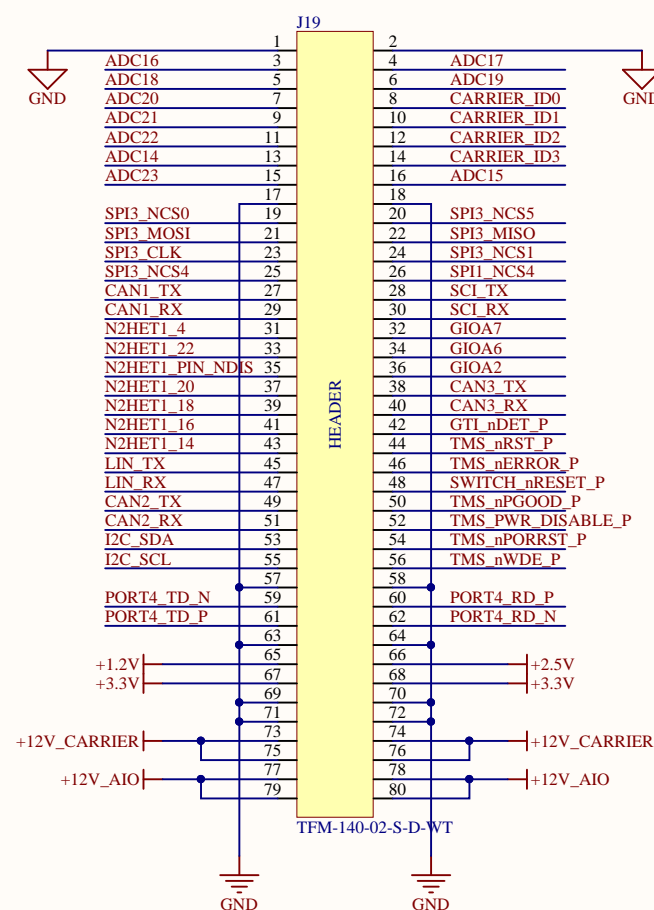 J19
1 2
GND ADC16 3 4 ADC17 GND
ADC18 5 6 ADC19
ADC20 7 8 CARRIER_ID0
ADC21 9 10 CARRIER_ID1
ADC22 11 12 CARRIER_ID2
ADC14 13 14 CARRIER_ID3
ADC23 15 16 ADC15
17 18
SPI3_NCS0 19 20 SPI3_NCS5
SPI3_MOSI 21 22 SPI3_MISO
SPI3_CLK 23 24 SPI3_NCS1
SPI3_NCS4 25 26 SPI1_NCS4
CAN1_TX 27 28 SCI_TX
CAN1_RX 29 30 SCI_RX
N2HET1_4 31 32 GIOA7
N2HET1_22 33 34 GIOA6
N2HET1_PIN_NDIS 35 36 GIOA2
N2HET1_20 37 38 CAN3_TX
N2HET1_18 39 40 CAN3_RX
N2HET1_16 41 42 GTI_nDET_P
N2HET1_14 43 44 TMS_nRST_P
LIN_TX 45 46 TMS_nERROR_P
LIN_RX 47 48 SWITCH_nRESET_P
CAN2_TX 49 50 TMS_nPGOOD_P
CAN2_RX 51 52 TMS_PWR_DISABLE_P
I2C_SDA 53 54 TMS_nPORRST_P
I2C_SCL 55 56 TMS_nWDE_P
57 58
PORT4_TD_N 59 60 PORT4_RD_P
PORT4_TD_P 61 62 PORT4_RD_N
63 64
+1.2V 65 66 +2.5V
+3.3V 67 68 +3.3V
69 70
71 72
+12V_CARRIER 73 74 +12V_CARRIER
75 76
+12V_AIO 77 78 +12V_AIO
79 80
HEADER
TFM-140-02-S-D-WT
GND GND